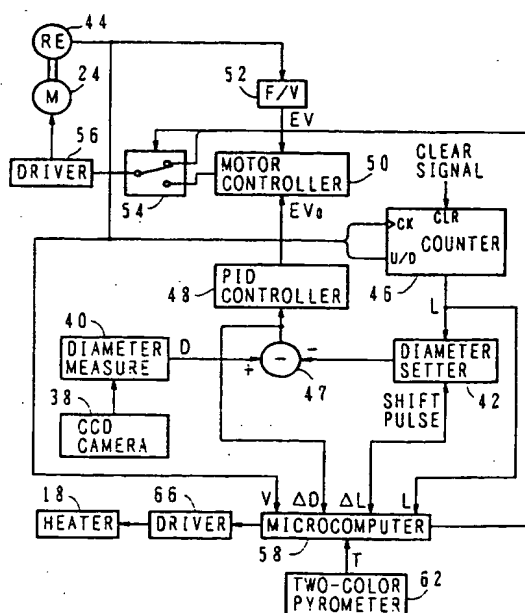 44
RE
24
M
52
F/V
56
EV
DRIVER
MOTOR
CONTROLLER
50
CLEAR
SIGNAL
54
EV₀
CK
CLR
COUNTER
U/D
PID
CONTROLLER
48
46
L
40
DIAMETER
MEASURE
D
+
-
-
47
DIAMETER
SETTER
42
38
CCD
CAMERA
SHIFT
PULSE
18
HEATER
66
DRIVER
V
ΔD
ΔL
L
MICROCOMPUTER
58
T
TWO-COLOR
PYROMETER
62